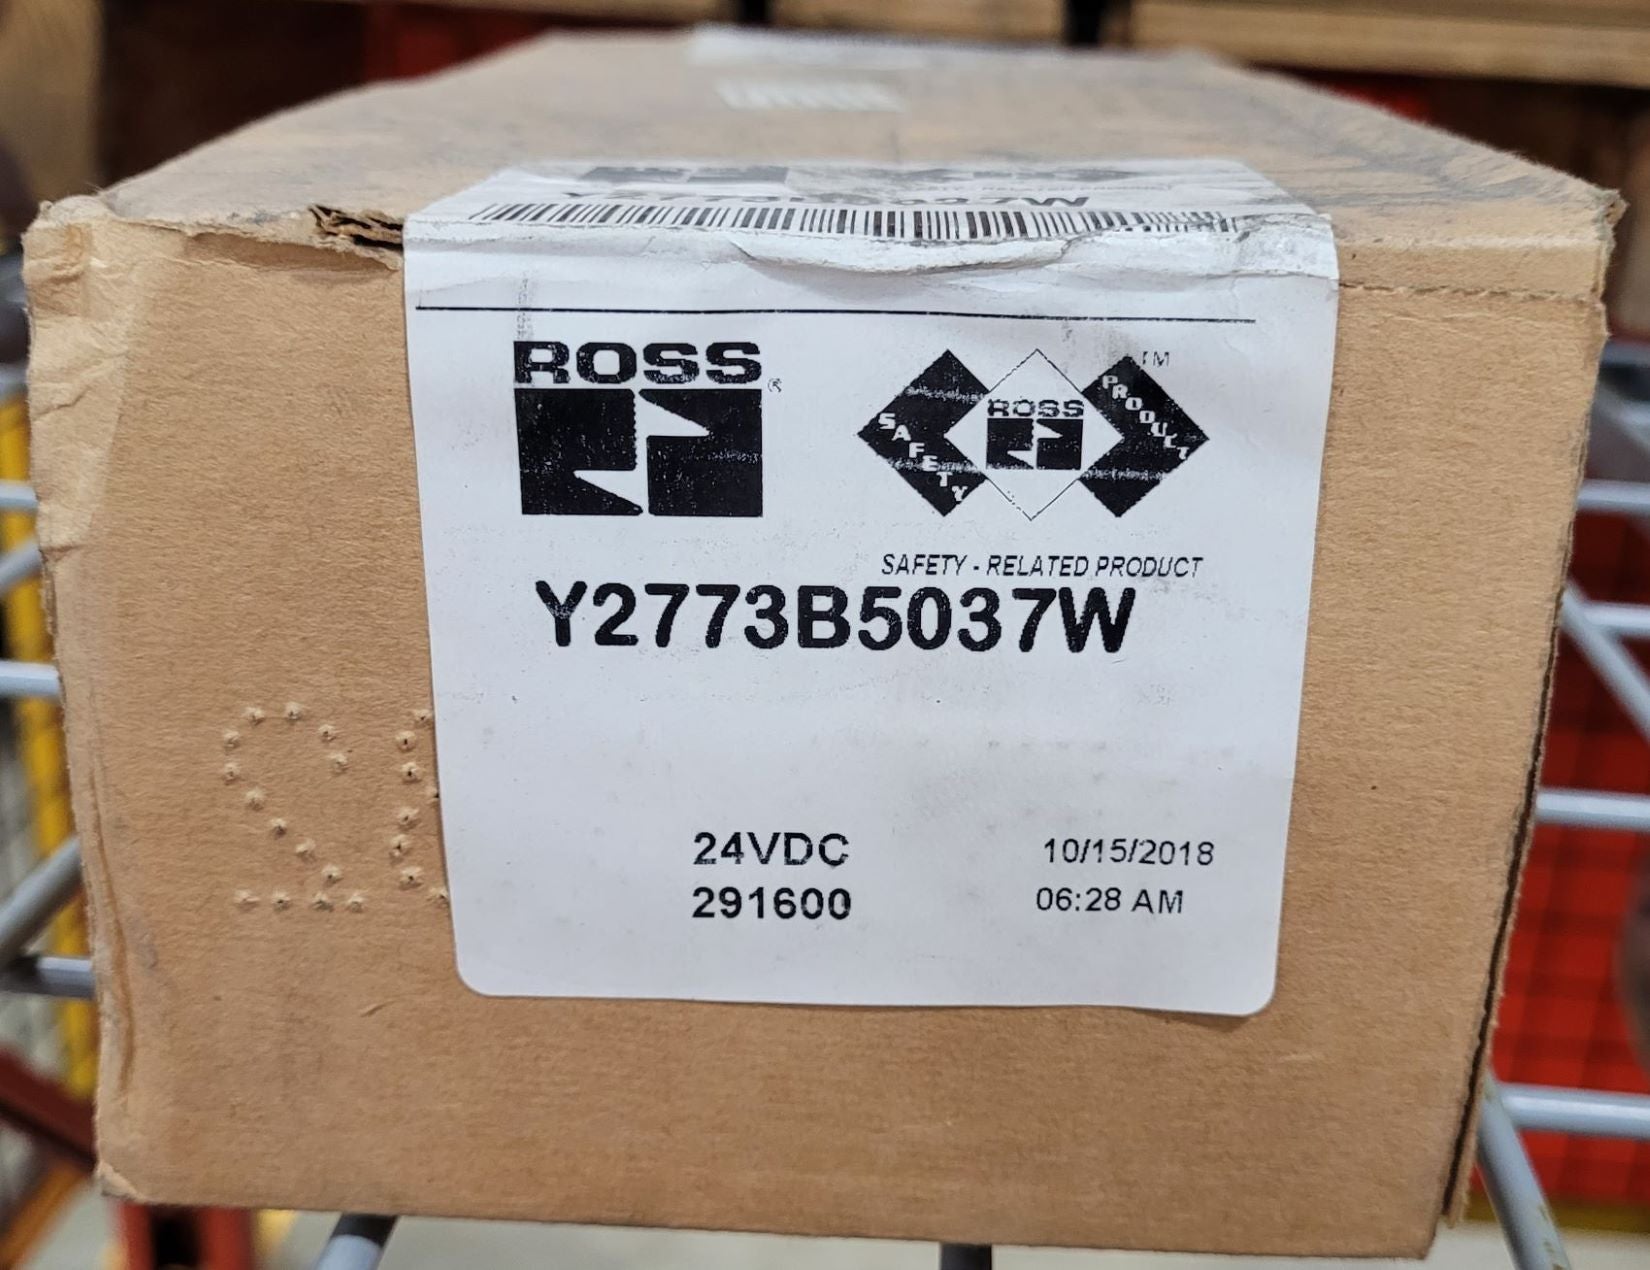 Y2773B5037W
ROSS ®
SAFETY ROSS PRODUCT TM
SAFETY - RELATED PRODUCT
Y2773B5037W
24VDC 10/15/2018
291600 06:28 AM